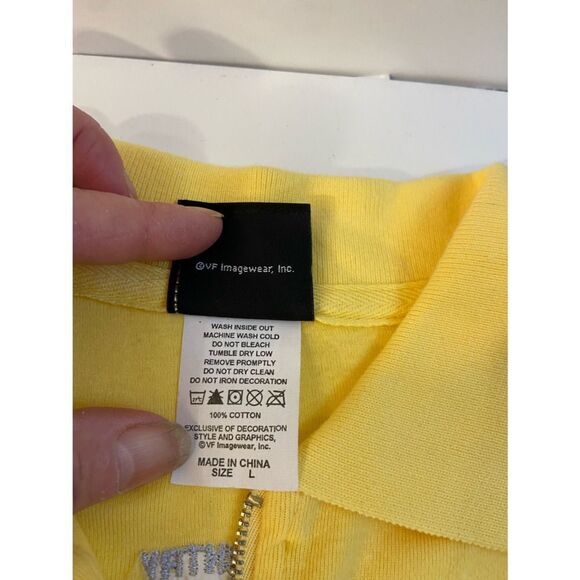 ©VF Imagewear, Inc.
WASH INSIDE OUT
MACHINE WASH COLD
DO NOT BLEACH
TUMBLE DRY LOW
REMOVE PROMPTLY
DO NOT DRY CLEAN
DO NOT IRON DECORATION
100% COTTON
EXCLUSIVE OF DECORATION
STYLE AND GRAPHICS,
©VF Imagewear, Inc.
MADE IN CHINA
SIZE L